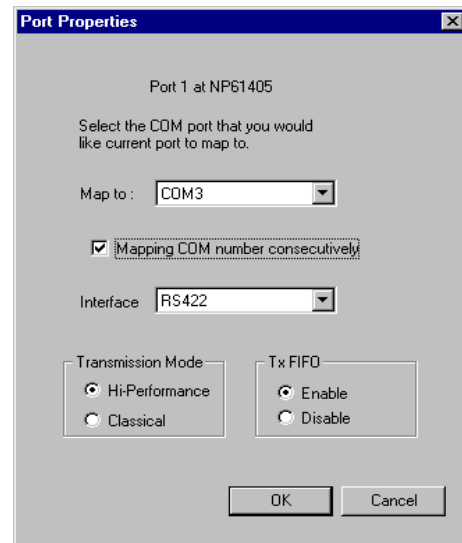 Port Properties
Port 1 at NP61405
Select the COM port that you would
like current port to map to.
Map to : COM3
Mapping COM number consecutively
Interface RS422
Transmission Mode
Hi-Performance
Classical
Tx FIFO
Enable
Disable
OK Cancel